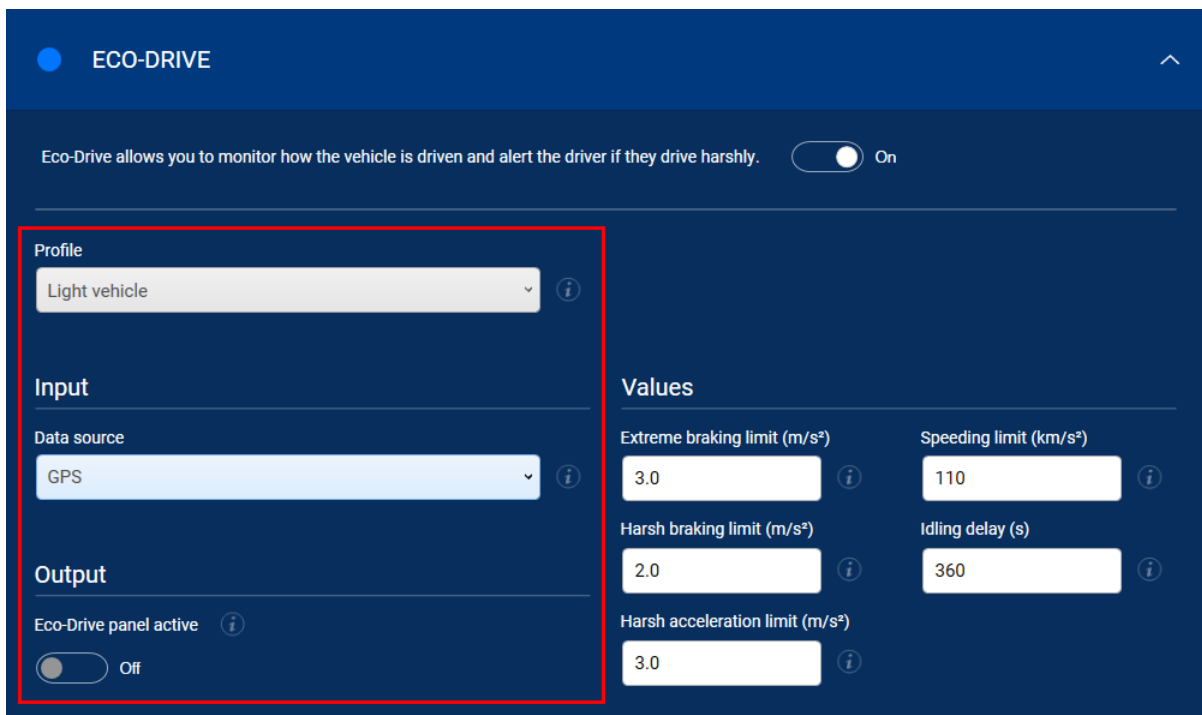 ECO-DRIVE
Eco-Drive allows you to monitor how the vehicle is driven and alert the driver if they drive harshly.
On
Profile
Light vehicle
Input
Data source
GPS
Output
Eco-Drive panel active
Off
Values
Extreme braking limit (m/s²)
3.0
Speeding limit (km/s²)
110
Harsh braking limit (m/s²)
2.0
Idling delay (s)
360
Harsh acceleration limit (m/s²)
3.0